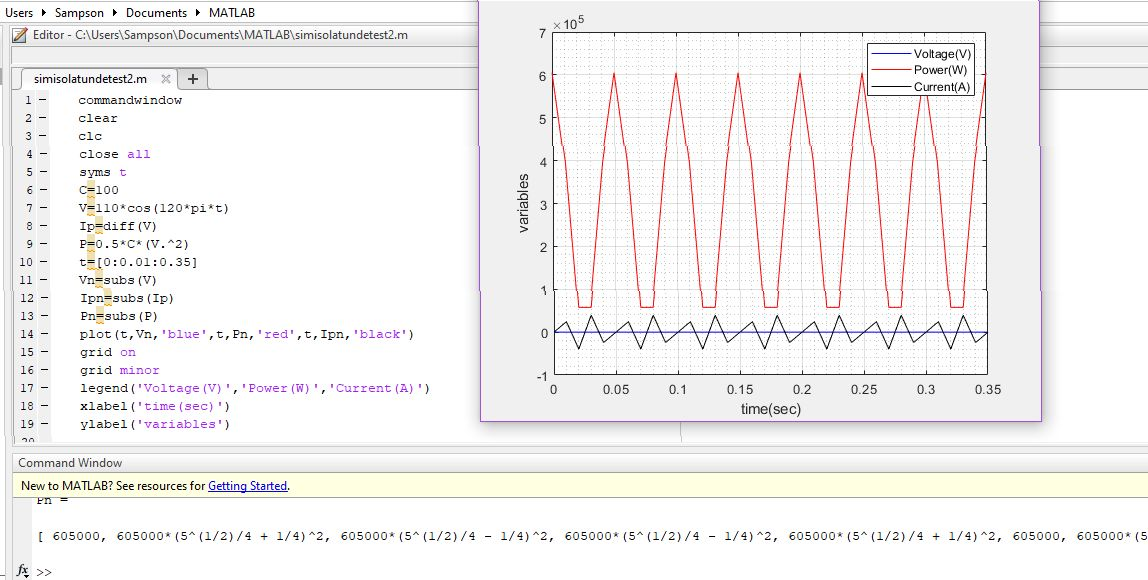 Users ▸ Sampson ▸ Documents ▸ MATLAB
Editor - C:\Users\Sampson\Documents\MATLAB\simisolatundetest2.m
simisolatundetest2.m × +
1 – commandwindow
2 – clear
3 – clc
4 – close all
5 – syms t
6 – C=100
7 – V=110*cos(120*pi*t)
8 – Ip=diff(V)
9 – P=0.5*C*(V.^2)
10 – t=[0:0.01:0.35]
11 – Vn=subs(V)
12 – Ipn=subs(Ip)
13 – Pn=subs(P)
14 – plot(t,Vn,'blue',t,Pn,'red',t,Ipn,'black')
15 – grid on
16 – grid minor
17 – legend('Voltage(V)','Power(W)','Current(A)')
18 – xlabel('time(sec)')
19 – ylabel('variables')
20
×10^5
7
6
5
4
3
2
1
0
-1
variables
Voltage(V)
Power(W)
Current(A)
0 0.05 0.1 0.15 0.2 0.25 0.3 0.35
time(sec)
Command Window
New to MATLAB? See resources for Getting Started.
Pn =
[ 605000, 605000*(5^(1/2)/4 + 1/4)^2, 605000*(5^(1/2)/4 - 1/4)^2, 605000*(5^(1/2)/4 - 1/4)^2, 605000*(5^(1/2)/4 + 1/4)^2, 605000, 605000*(5
fx >>